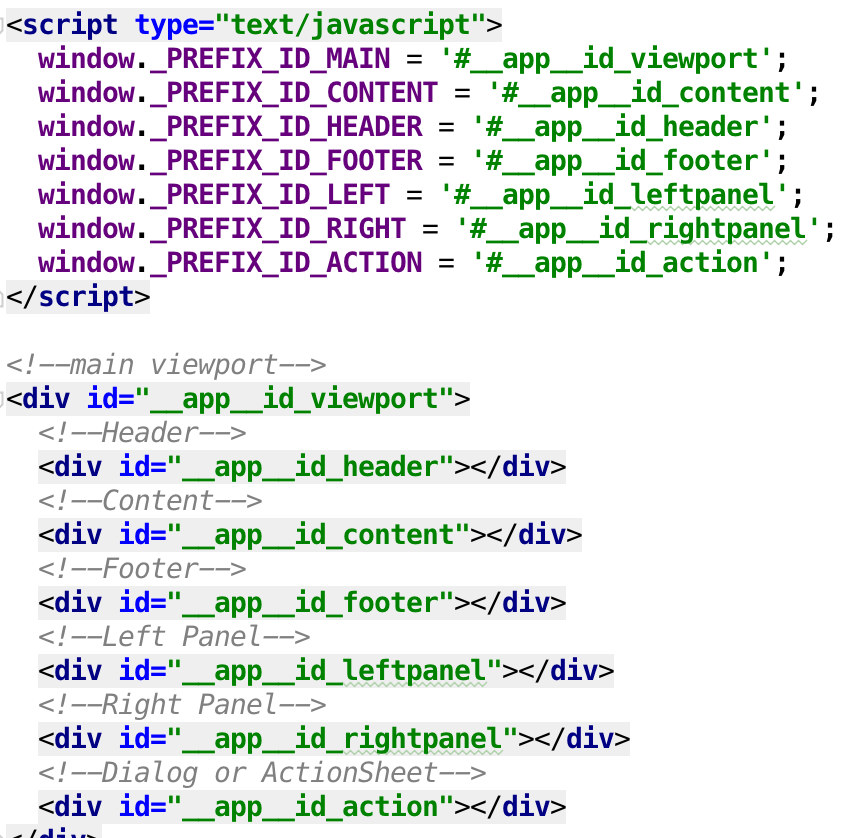 <script type="text/javascript">
  window._PREFIX_ID_MAIN = '#__app__id_viewport';
  window._PREFIX_ID_CONTENT = '#__app__id_content';
  window._PREFIX_ID_HEADER = '#__app__id_header';
  window._PREFIX_ID_FOOTER = '#__app__id_footer';
  window._PREFIX_ID_LEFT = '#__app__id_leftpanel';
  window._PREFIX_ID_RIGHT = '#__app__id_rightpanel';
  window._PREFIX_ID_ACTION = '#__app__id_action';
</script>
<!--main viewport-->
<div id="__app__id_viewport">
  <!--Header-->
  <div id="__app__id_header"></div>
  <!--Content-->
  <div id="__app__id_content"></div>
  <!--Footer-->
  <div id="__app__id_footer"></div>
  <!--Left Panel-->
  <div id="__app__id_leftpanel"></div>
  <!--Right Panel-->
  <div id="__app__id_rightpanel"></div>
  <!--Dialog or ActionSheet-->
  <div id="__app__id_action"></div>
</div>